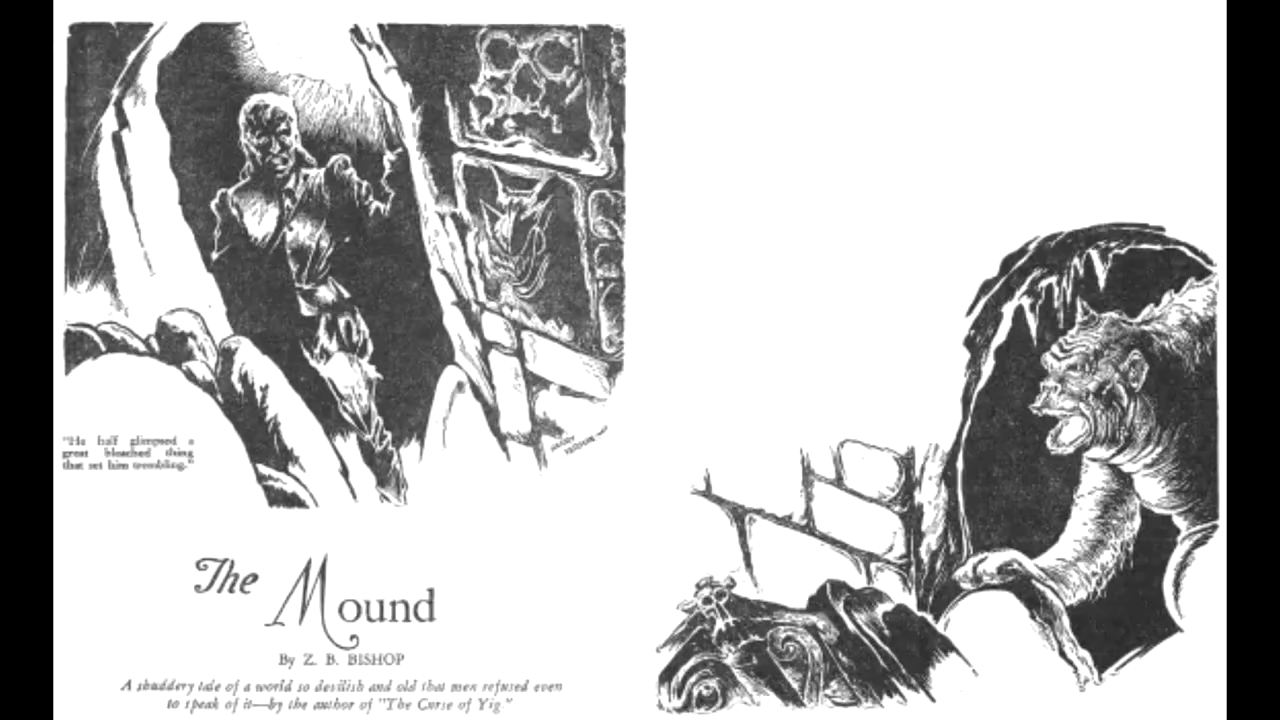 "He half glimpsed a
great bleached thing
that set him trembling."
The Mound
By Z. B. BISHOP
A shuddery tale of a world so devilish and old that men refused even
to speak of it—by the author of "The Curse of Yig."